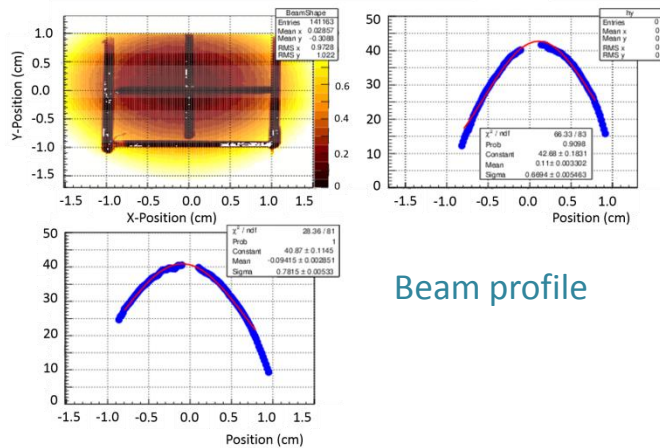 BeamShape
Entries 141163
Mean x 0.02857
Mean y -0.3088
RMS x 0.9728
RMS y 1.022
Y-Position (cm)
1.5
1.0
0.5
0.0
-0.5
-1.0
-1.5
0.6
0.4
0.2
0
-1.5 -1.0 -0.5 0.0 0.5 1.0 1.5
X-Position (cm)
hy
Entries 0
Mean x 0
Mean y 0
RMS x 0
RMS y 0
50
40
30
20
10
0
χ² / ndf 66.33 / 83
Prob 0.9098
Constant 42.68 ± 0.1831
Mean 0.11 ± 0.003302
Sigma 0.6694 ± 0.005463
-1.5 -1.0 -0.5 0.0 0.5 1.0 1.5
Position (cm)
50
40
30
20
10
0
χ² / ndf 28.36 / 81
Prob 1
Constant 40.87 ± 0.1145
Mean -0.09415 ± 0.002851
Sigma 0.7815 ± 0.00533
-1.5 -1.0 -0.5 0.0 0.5 1.0 1.5
Position (cm)
Beam profile